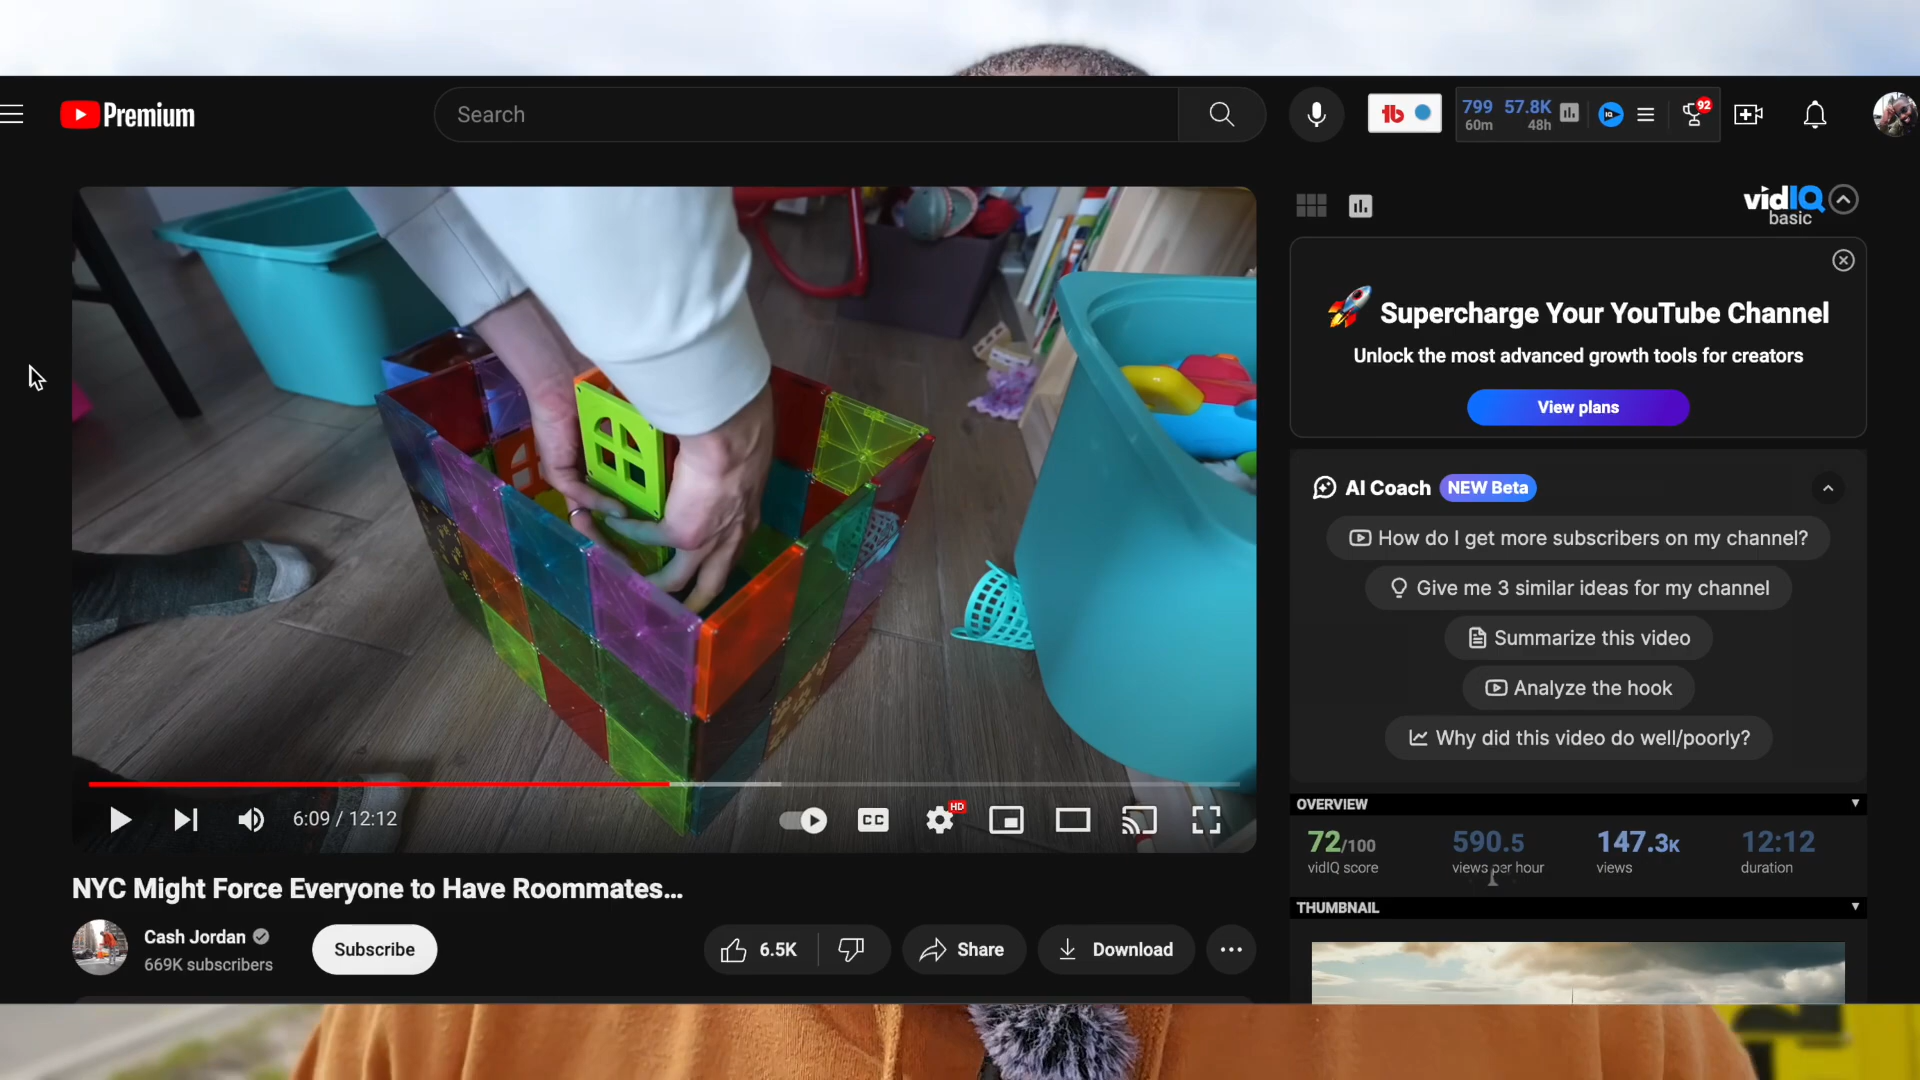 Premium
Search
799 57.8K
60m 48h
92
vidIQ
basic
Supercharge Your YouTube Channel
Unlock the most advanced growth tools for creators
View plans
AI Coach NEW Beta
How do I get more subscribers on my channel?
Give me 3 similar ideas for my channel
Summarize this video
Analyze the hook
Why did this video do well/poorly?
CC
HD
6:09 / 12:12
OVERVIEW
72/100 590.5 147.3K 12:12
vidIQ score views per hour views duration
THUMBNAIL
NYC Might Force Everyone to Have Roommates...
Cash Jordan
669K subscribers
Subscribe
6.5K
Share
Download